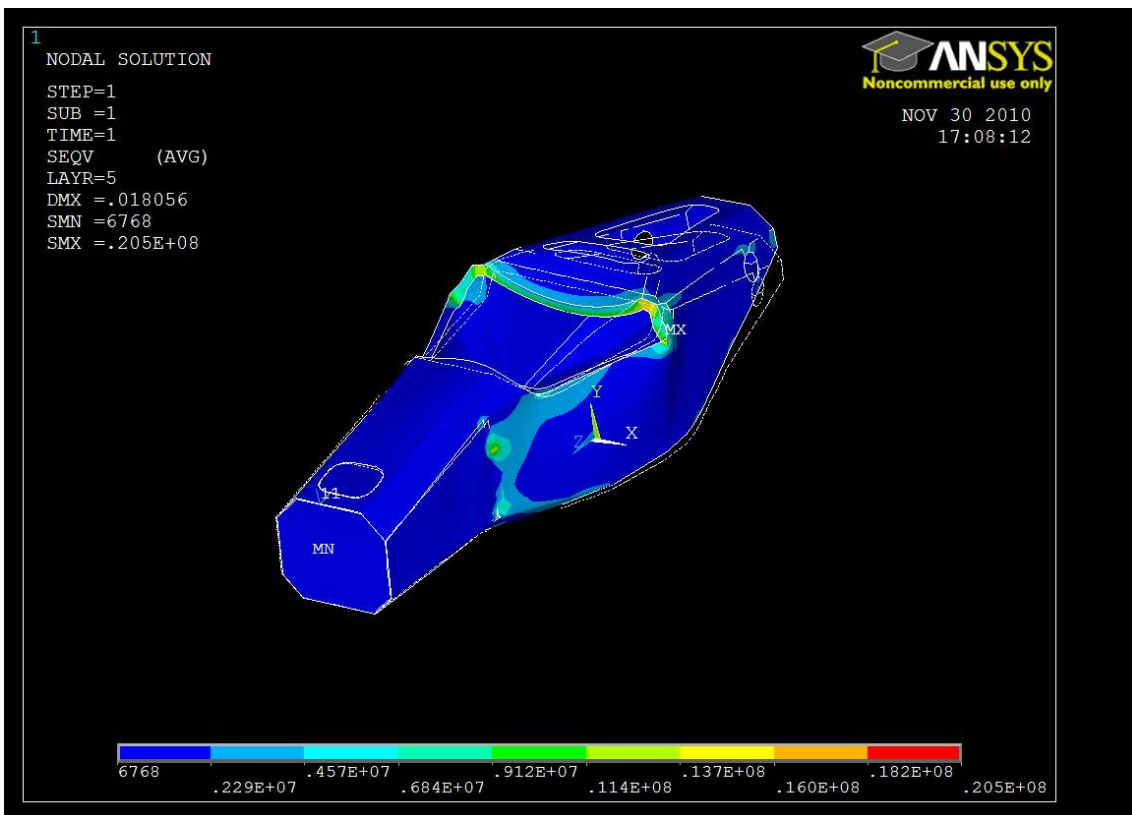 1
NODAL SOLUTION
STEP=1
SUB =1
TIME=1
SEQV (AVG)
LAYR=5
DMX =.018056
SMN =6768
SMX =.205E+08
ANSYS
Noncommercial use only
NOV 30 2010
17:08:12
MX
Y
Z X
11
MN
6768 .457E+07 .912E+07 .137E+08 .182E+08
.229E+07 .684E+07 .114E+08 .160E+08 .205E+08